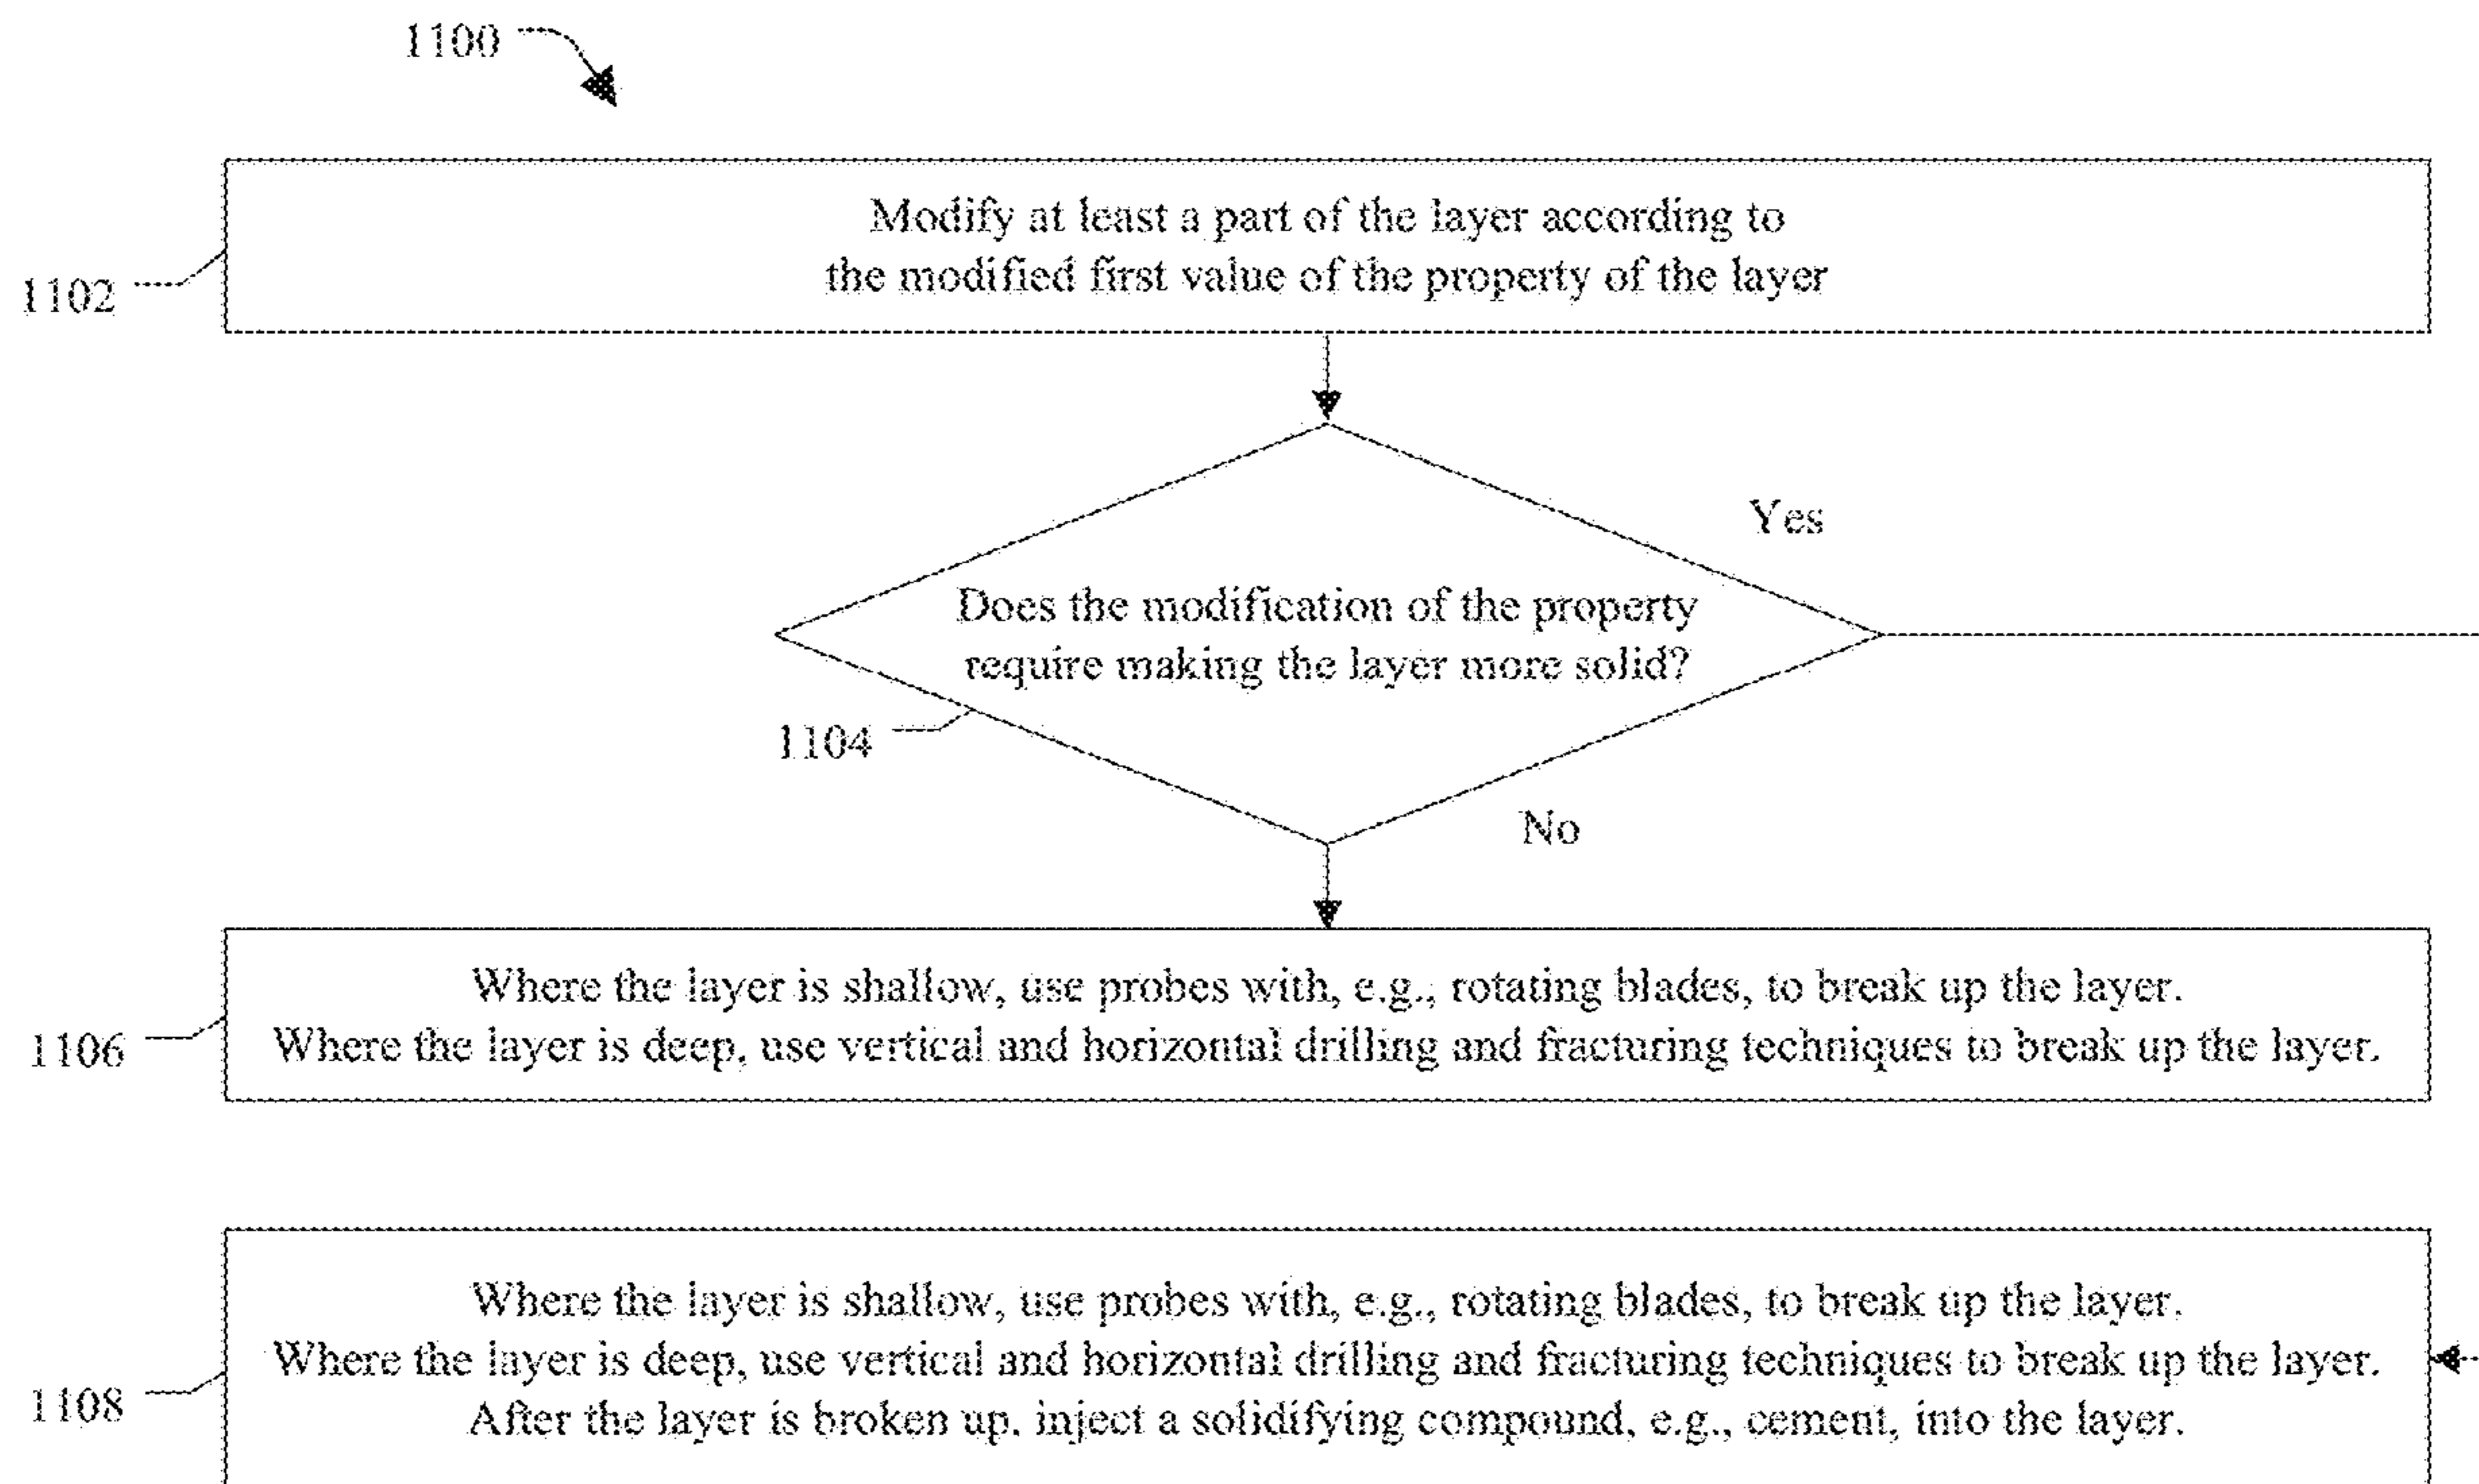 1100
Modify at least a part of the layer according to
the modified first value of the property of the layer
1102
Yes
Does the modification of the property
require making the layer more solid?
1104
No
Where the layer is shallow, use probes with, e.g., rotating blades, to break up the layer.
Where the layer is deep, use vertical and horizontal drilling and fracturing techniques to break up the layer.
1106
Where the layer is shallow, use probes with, e.g., rotating blades, to break up the layer.
Where the layer is deep, use vertical and horizontal drilling and fracturing techniques to break up the layer.
After the layer is broken up, inject a solidifying compound, e.g., cement, into the layer.
1108